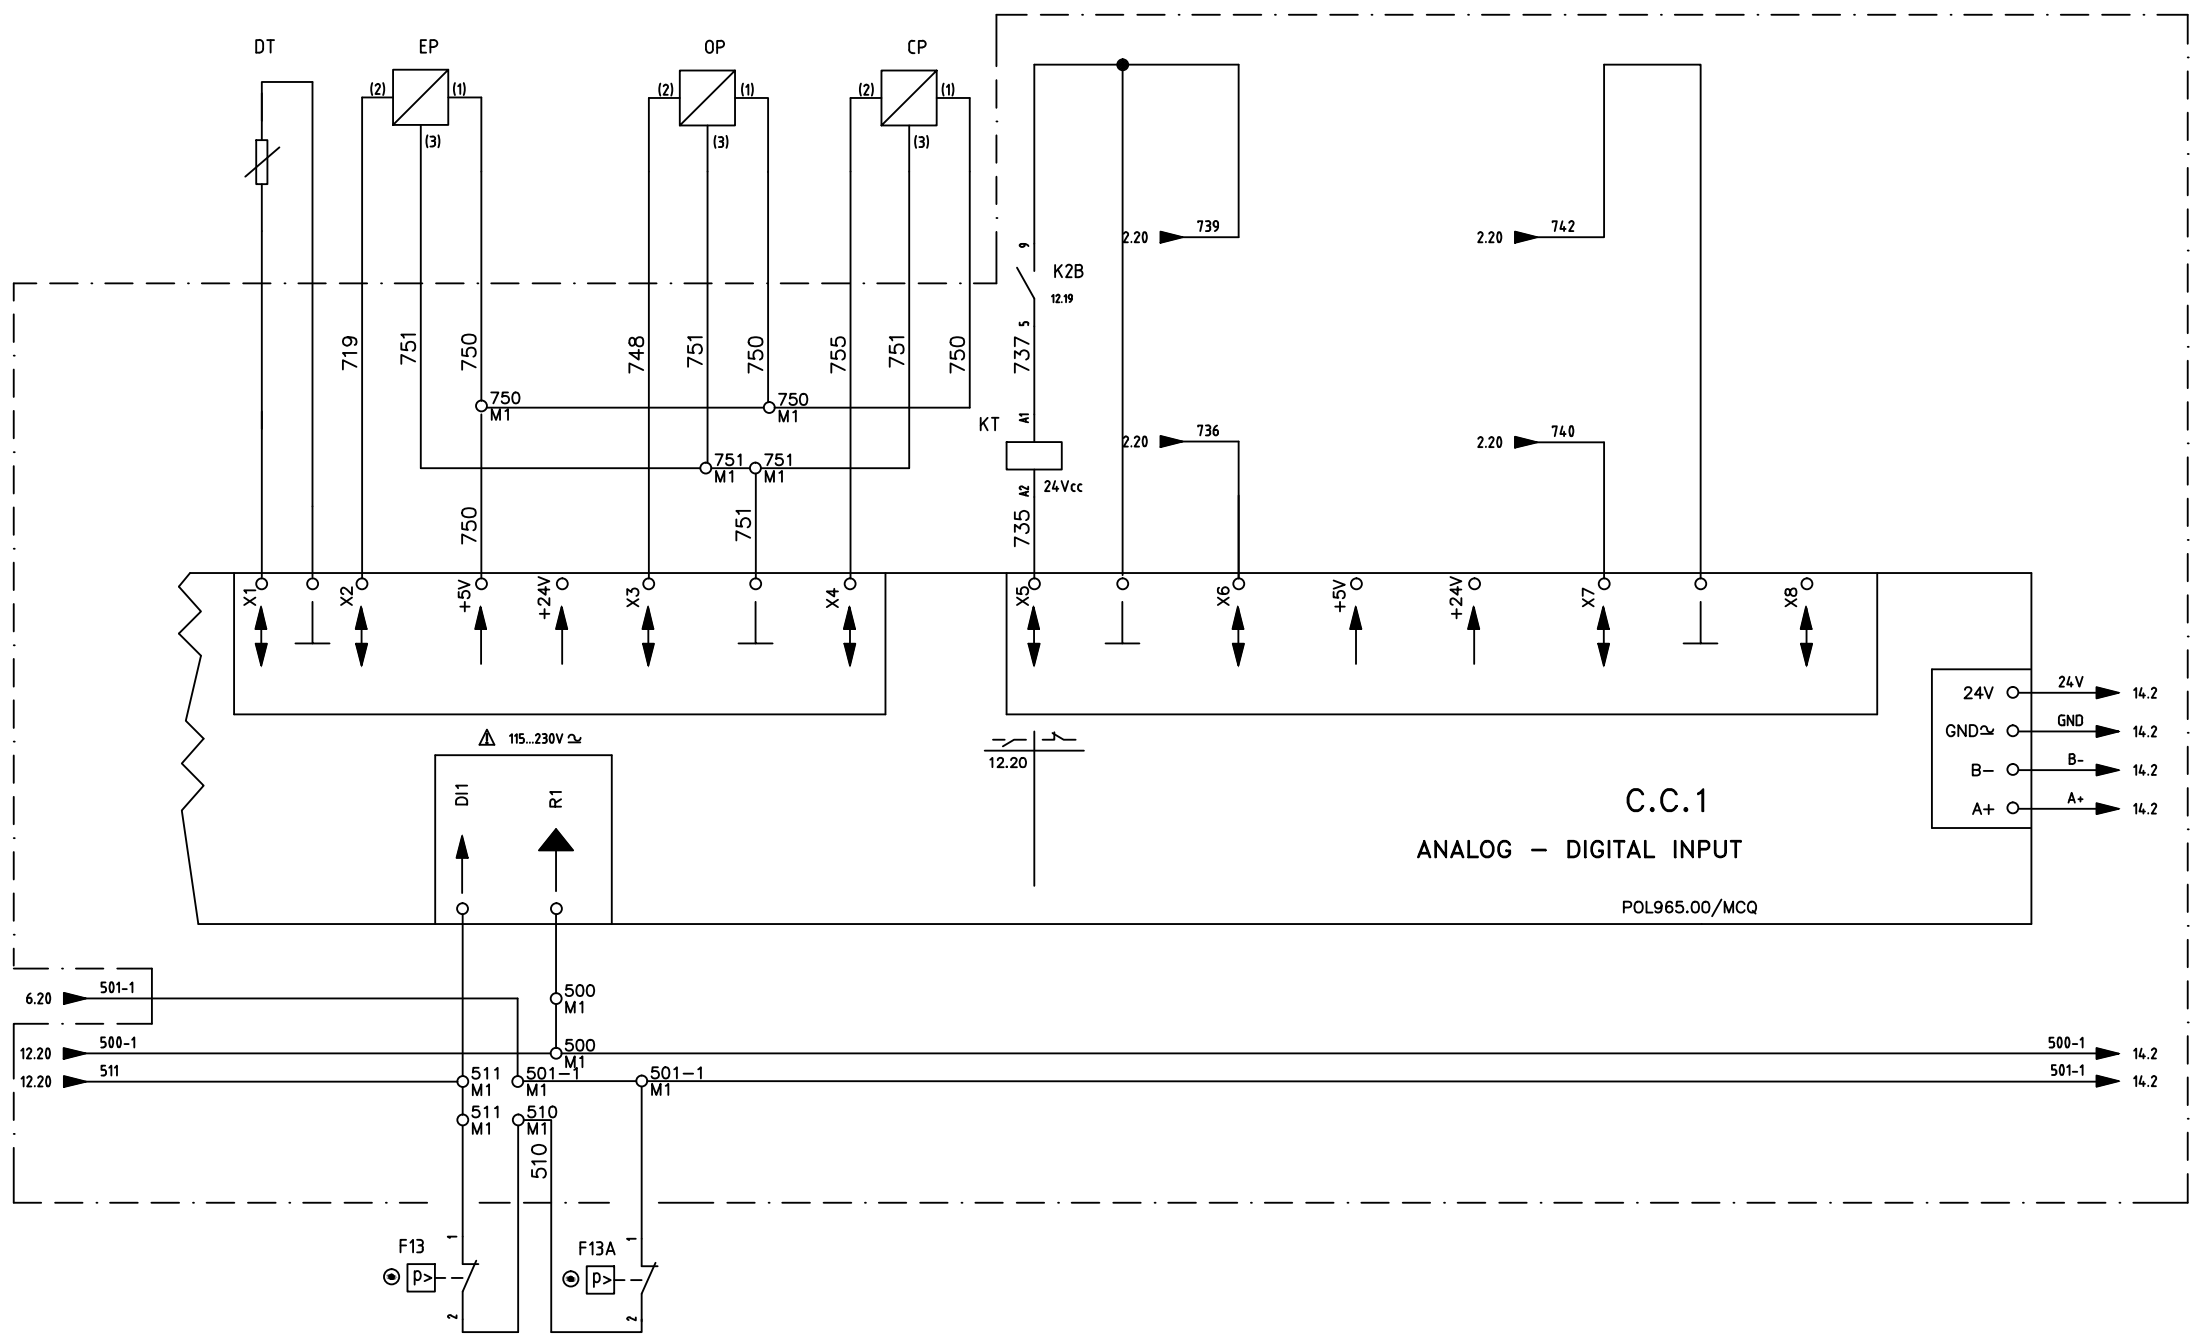 DT EP OP CP
(2) (1) (2) (1) (2) (1)
(3) (3) (3)
2.20 739 2.20 742
9
K2B
12.19
5
719 751 750 748 751 750 755 751 750 737
750 M1 750 M1
A1
KT
2.20 736 2.20 740
751 M1 751 M1
A2 24Vcc
750 751 735
X1 X2 +5V +24V X3 X4 X5 X6 +5V +24V X7 X8
24V 24V 14.2
GND GND 14.2
B- B- 14.2
A+ A+ 14.2
115...230V
12.20
DI1 R1
C.C.1
ANALOG - DIGITAL INPUT
POL965.00/MCQ
6.20 501-1
500
M1
12.20 500-1 500 M1 500-1 14.2
12.20 511 511 M1 501-1 M1 501-1 M1 501-1 14.2
511 M1 510 M1
510
1 1
F13 F13A
p> p>
2 2